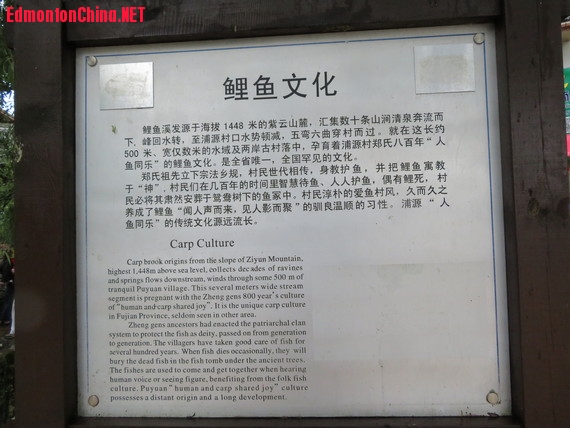 EdmontonChina.NET
鲤鱼文化
鲤鱼溪发源于海拔 1448 米的紫云山麓，汇集数十条山涧清泉奔流而
下，峰回水转，至浦源村口水势顿减，五弯六曲穿村而过。就在这长约
500 米、宽仅数米的水域及两岸古村落中，孕育着浦源村郑氏八百年“人
鱼同乐”的鲤鱼文化。是全省唯一，全国罕见的文化。
郑氏祖先立下宗法乡规，村民世代相传，身教护鱼，并把鲤鱼寓教
于“神”，村民们在几百年的时间里智慧待鱼、人人护鱼，偶有鲤死，村
民必将其肃然安葬于鸳鸯树下的鱼冢中。村民淳朴的爱鱼村风，久而久之
养成了鲤鱼“闻人声而来，见人影而聚”的驯良温顺的习性。浦源“人
鱼同乐”的传统文化源远流长。
Carp Culture
Carp brook origins from the slope of Ziyun Mountain,
highest 1,448m above sea level, collects decades of ravines
and springs flows downstream, winds through some 500 m of
tranquil Puyuan village. This several meters wide stream
segment is pregnant with the Zheng gens 800 year's culture
of "human and carp shared joy". It is the unique carp culture
in Fujian Province, seldom seen in other area.
Zheng gens ancestors had enacted the patriarchal clan
system to protect the fish as deity, passed on from generation
to generation. The villagers have taken good care of fish for
several hundred years. When fish dies occasionally, they will
bury the dead fish in the fish tomb under the ancient trees.
The fishes are used to come and get together when hearing
human voice or seeing figure, benefiting from the folk fish
culture. Puyuan "human and carp shared joy" culture
possesses a distant origin and a long development.